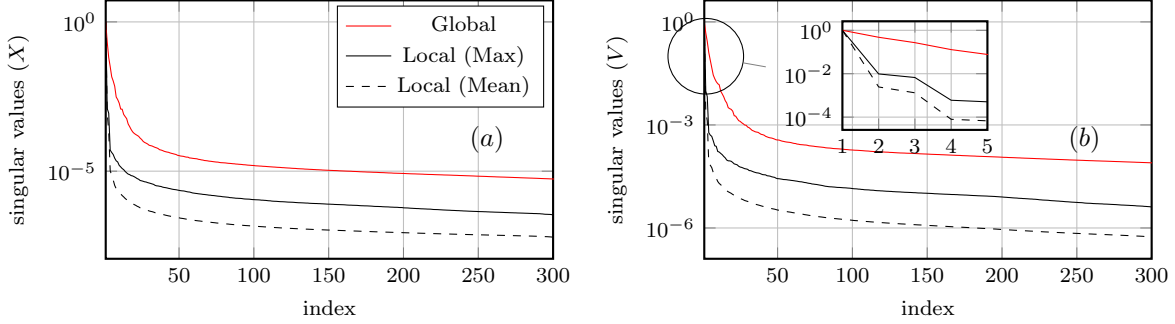 10^0
10^-5
singular values (X)
Global
Local (Max)
Local (Mean)
(a)
50 100 150 200 250 300
index
10^0
10^-3
10^-6
singular values (V)
10^0
10^-2
10^-4
1 2 3 4 5
(b)
50 100 150 200 250 300
index